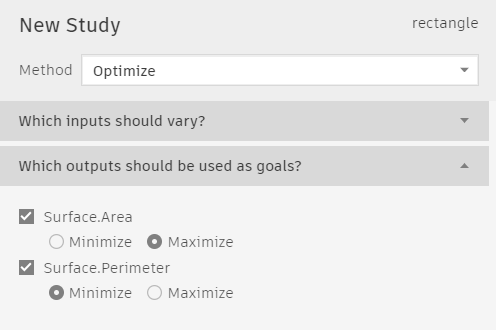 New Study rectangle
Method Optimize
Which inputs should vary?
Which outputs should be used as goals?
Surface.Area
Minimize Maximize
Surface.Perimeter
Minimize Maximize